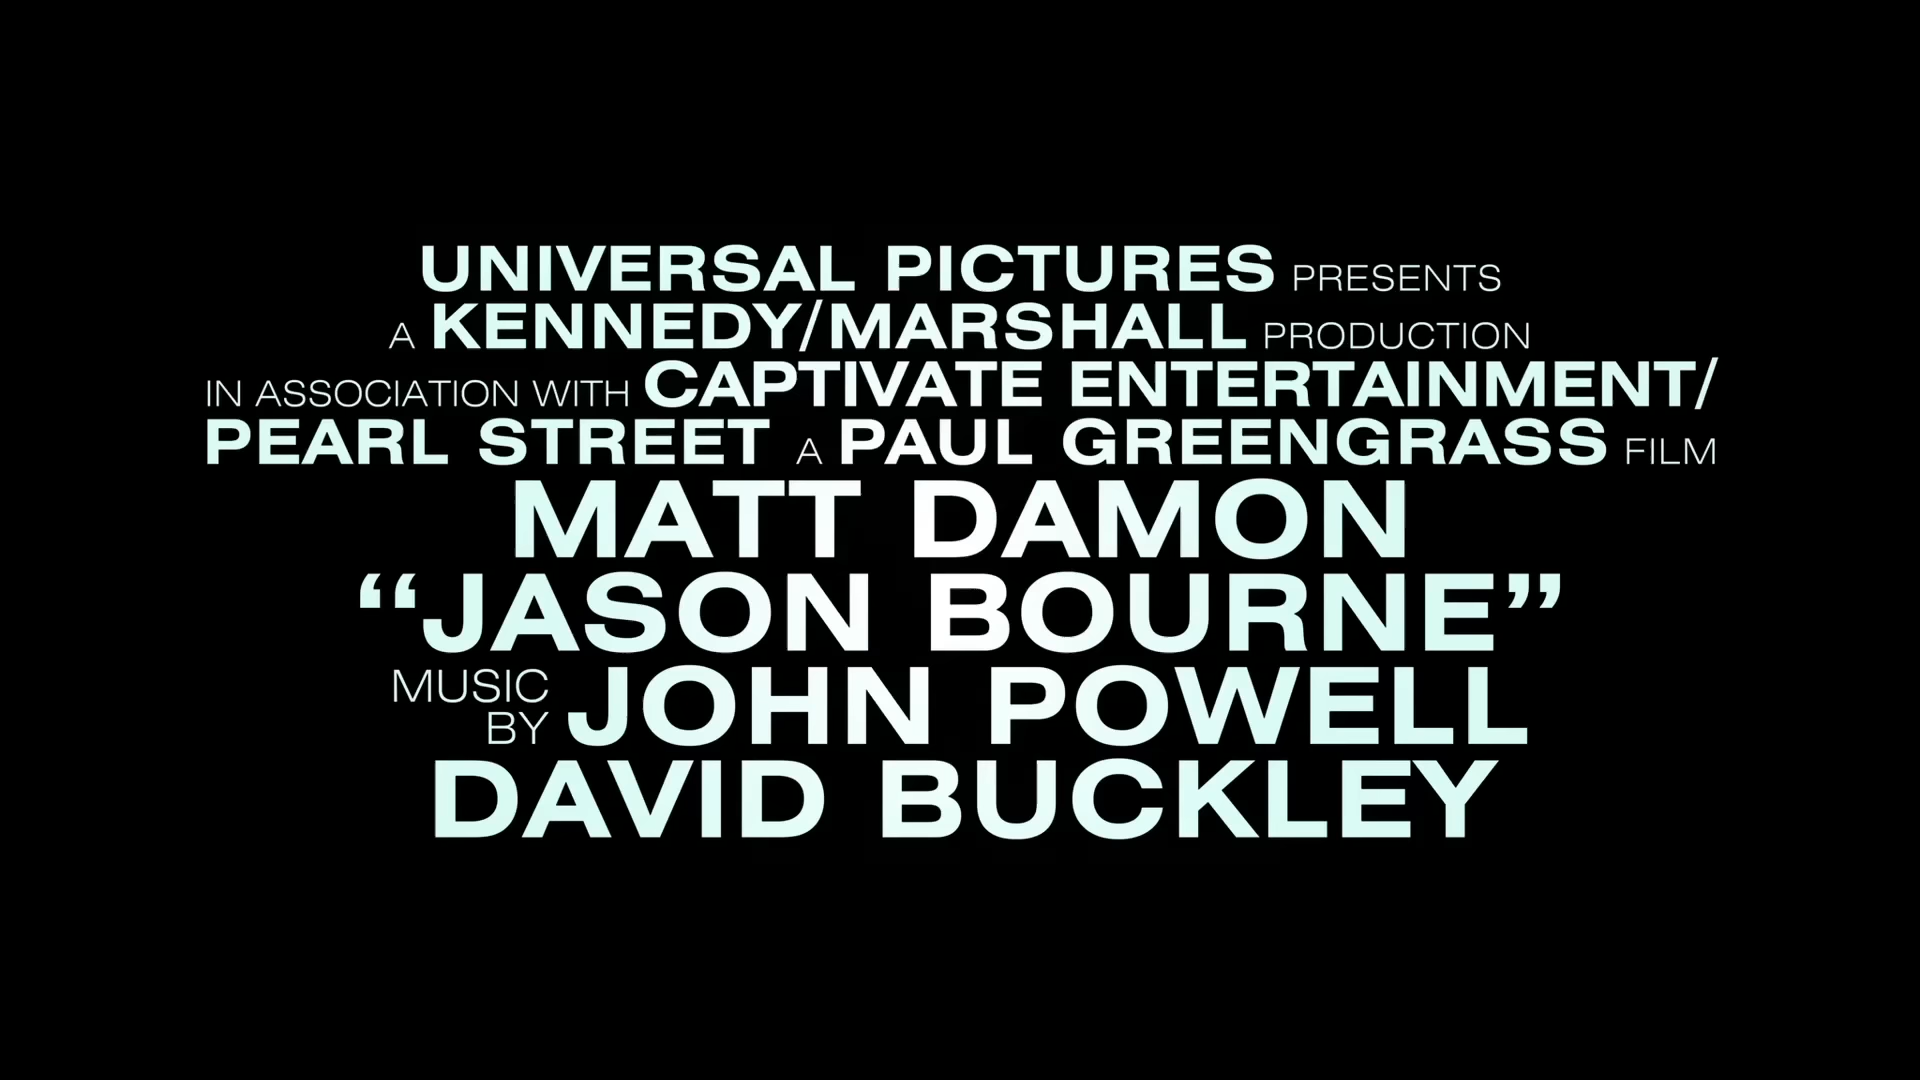 UNIVERSAL PICTURES PRESENTS
A KENNEDY/MARSHALL PRODUCTION
IN ASSOCIATION WITH CAPTIVATE ENTERTAINMENT/
PEARL STREET A PAUL GREENGRASS FILM
MATT DAMON
“JASON BOURNE”
MUSIC BY JOHN POWELL
DAVID BUCKLEY